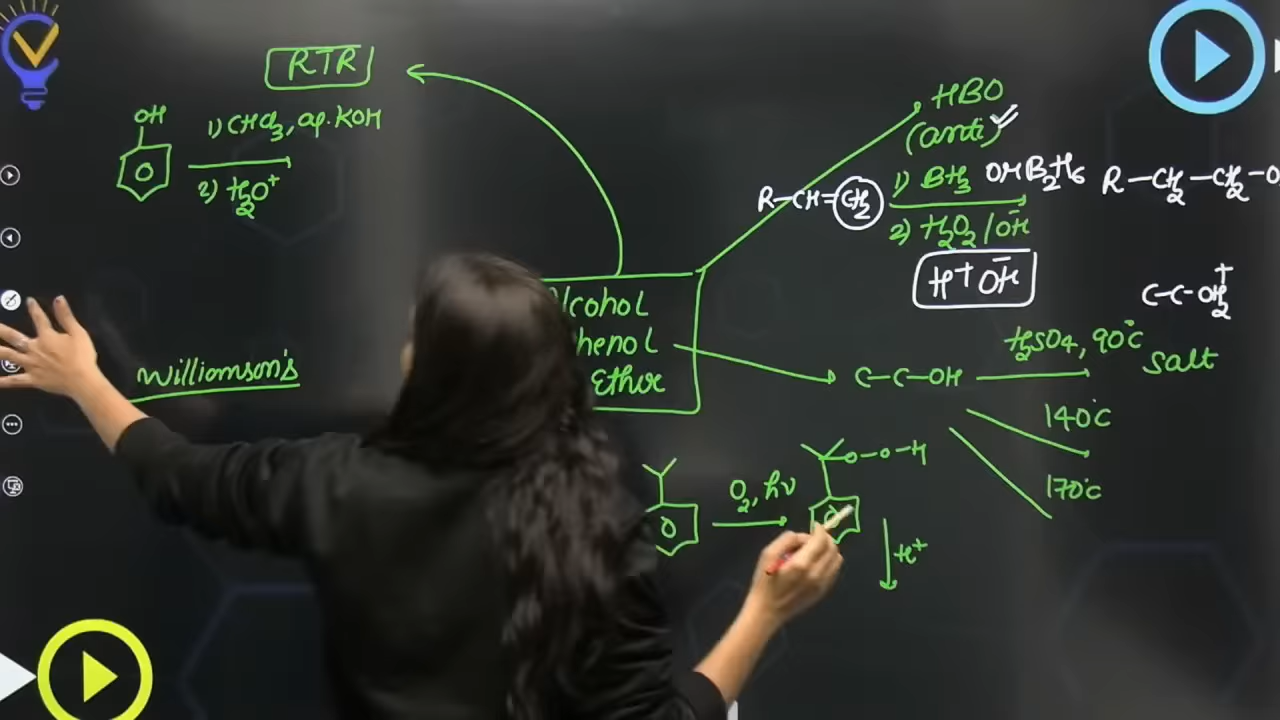 RTR
OH
1) CHCl3, aq. KOH
2) H3O+
HBO
(anti)
R-CH=CH2
1) BH3 OH B2H6
2) H2O2/OH-
R-CH2-CH2-O
H+ OH-
C-C-OH2+
Alcohol
Phenol
Ether
Williamson's
C-C-OH
H2SO4, 90°C
Salt
140°C
170°C
O2, hν
O-O-H
H+